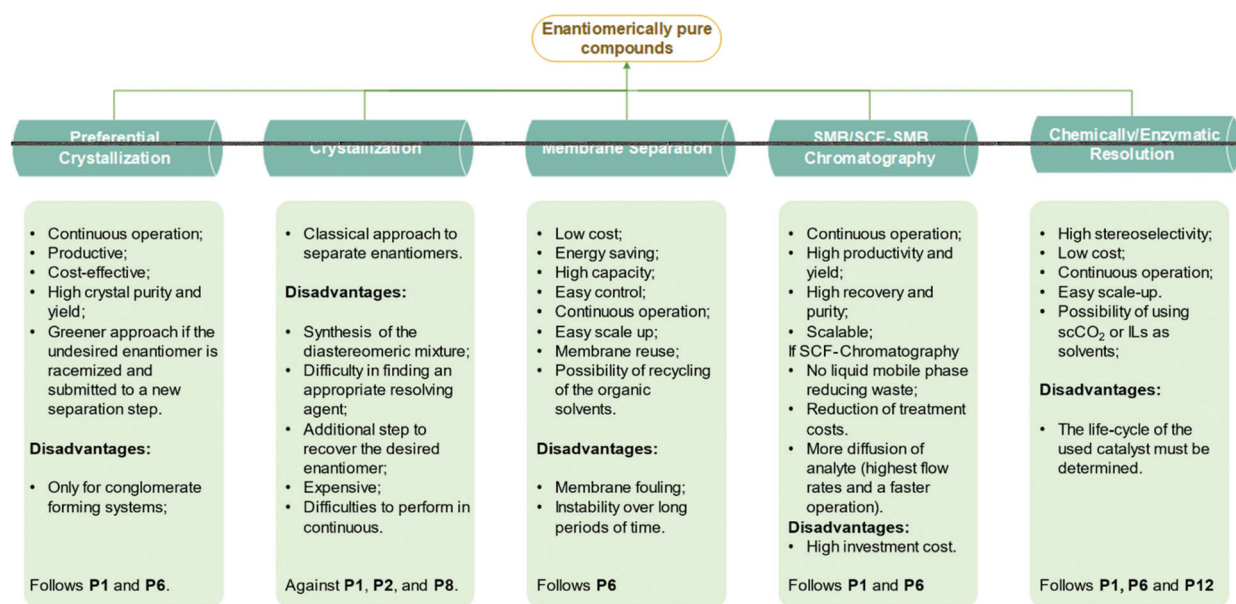 Enantiomerically pure
compounds
Preferential
Crystallization
Crystallization
Membrane Separation
SMB/SCF-SMB
Chromatography
Chemically/Enzymatic
Resolution
• Continuous operation;
• Productive;
• Cost-effective;
• High crystal purity and
yield;
• Greener approach if the
undesired enantiomer is
racemized and
submitted to a new
separation step.
Disadvantages:
• Only for conglomerate
forming systems;
Follows P1 and P6.
• Classical approach to
separate enantiomers.
Disadvantages:
• Synthesis of the
diastereomeric mixture;
• Difficulty in finding an
appropriate resolving
agent;
• Additional step to
recover the desired
enantiomer;
• Expensive;
• Difficulties to perform in
continuous.
Against P1, P2, and P8.
• Low cost;
• Energy saving;
• High capacity;
• Easy control;
• Continuous operation;
• Easy scale up;
• Membrane reuse;
• Possibility of recycling
of the organic
solvents.
Disadvantages:
• Membrane fouling;
• Instability over long
periods of time.
Follows P6
• Continuous operation;
• High productivity and
yield;
• High recovery and
purity;
• Scalable;
If SCF-Chromatography
• No liquid mobile phase
reducing waste;
• Reduction of treatment
costs.
• More diffusion of
analyte (highest flow
rates and a faster
operation).
Disadvantages:
• High investment cost.
Follows P1 and P6
• High stereoselectivity;
• Low cost;
• Continuous operation;
• Easy scale-up.
• Possibility of using
scCO₂ or ILs as
solvents;
Disadvantages:
• The life-cycle of the
used catalyst must be
determined.
Follows P1, P6 and P12